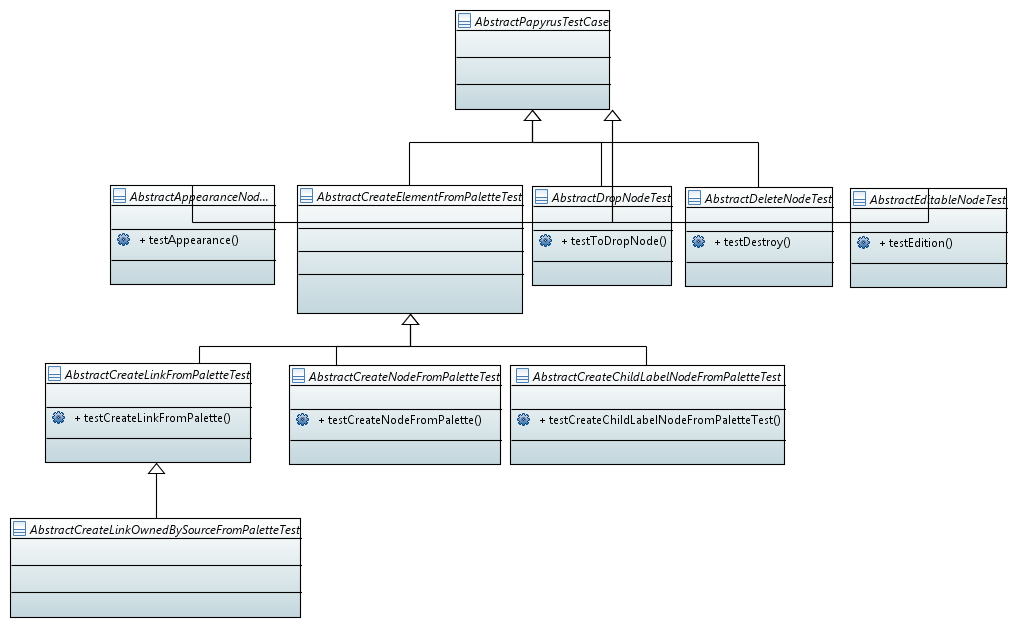 AbstractPapyrusTestCase
AbstractAppearanceNod...
+ testAppearance()
AbstractCreateElementFromPaletteTest
AbstractDropNodeTest
+ testToDropNode()
AbstractDeleteNodeTest
+ testDestroy()
AbstractEditableNodeTest
+ testEdition()
AbstractCreateLinkFromPaletteTest
+ testCreateLinkFromPalette()
AbstractCreateNodeFromPaletteTest
+ testCreateNodeFromPalette()
AbstractCreateChildLabelNodeFromPaletteTest
+ testCreateChildLabelNodeFromPaletteTest()
AbstractCreateLinkOwnedBySourceFromPaletteTest